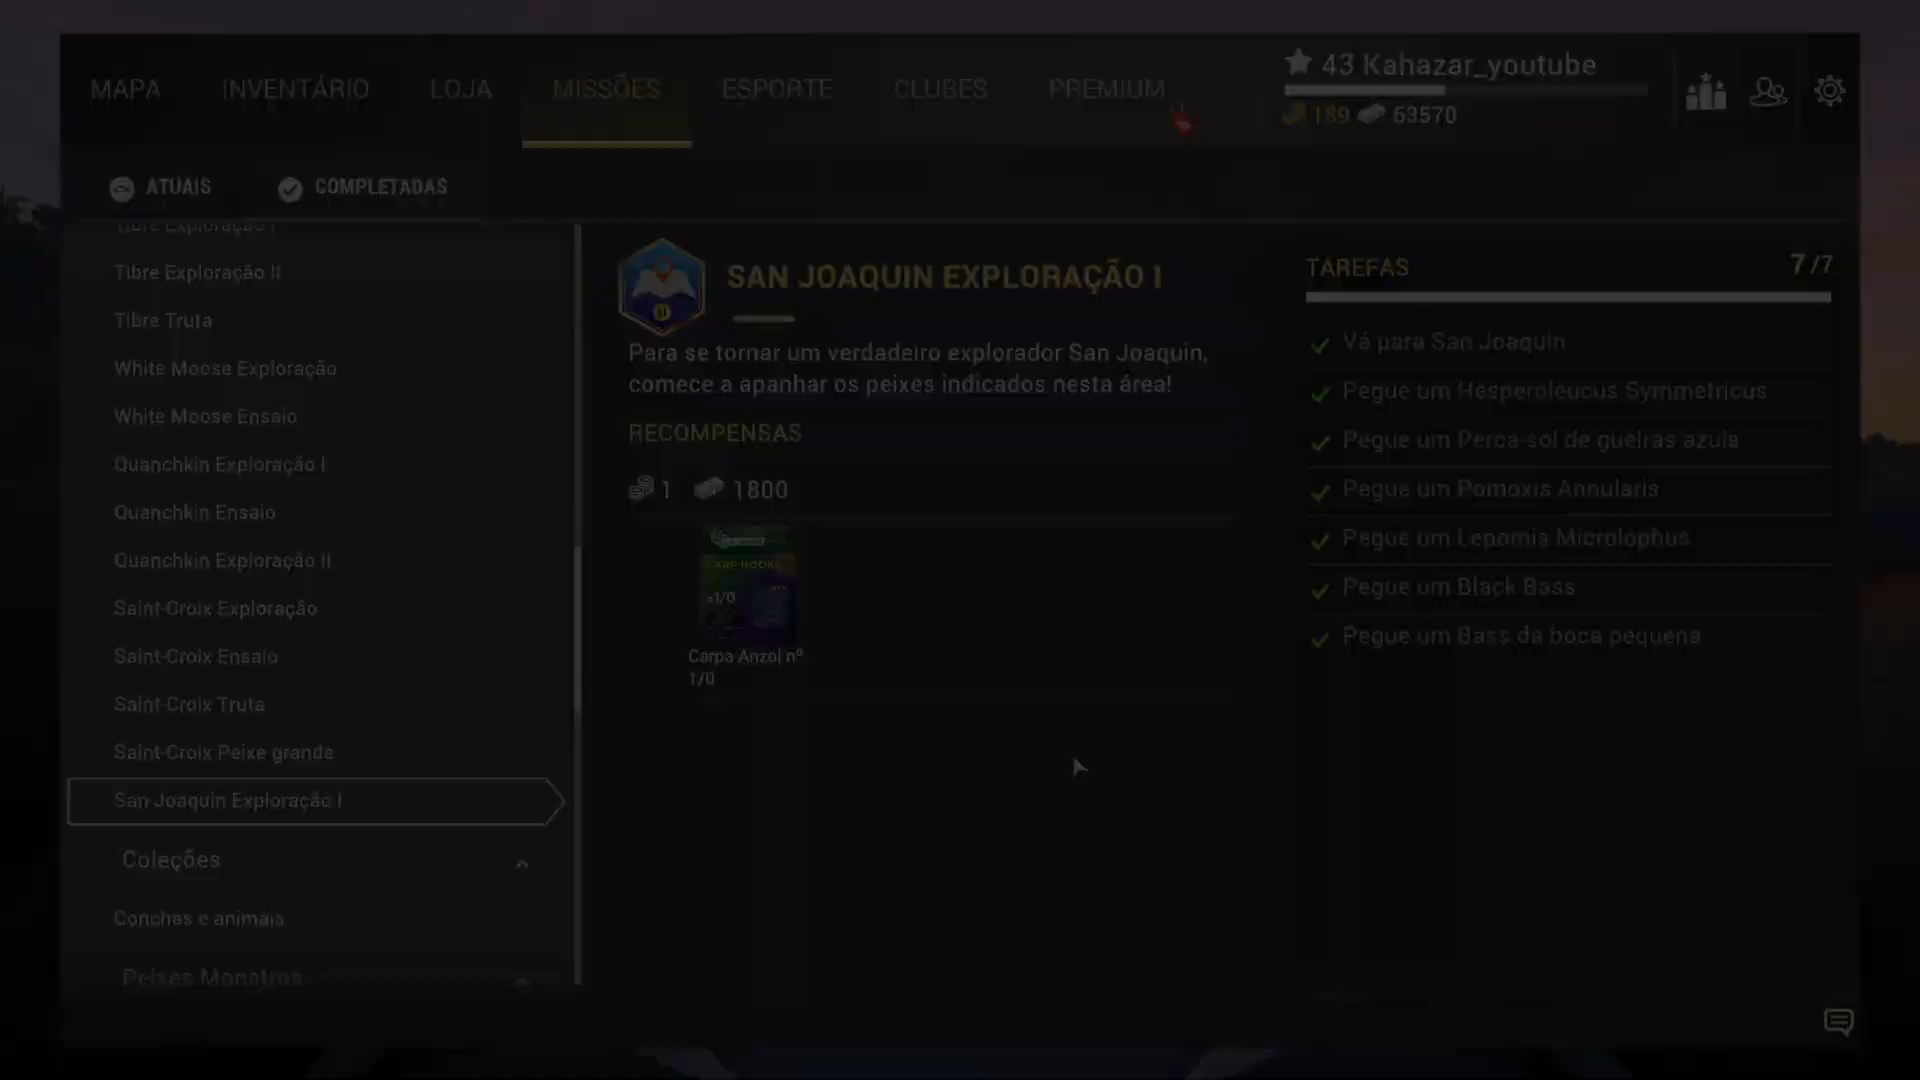 MAPA
INVENTÁRIO
LOJA
MISSÕES
ESPORTE
CLUBES
PREMIUM
43 Kahazar_youtube
189 63570
ATUAIS
COMPLETADAS
Tibre Exploração I
Tibre Exploração II
Tibre Truta
White Moose Exploração
White Moose Ensaio
Quanchkin Exploração I
Quanchkin Ensaio
Quanchkin Exploração II
Saint-Croix Exploração
Saint-Croix Ensaio
Saint-Croix Truta
Saint-Croix Peixe grande
San Joaquin Exploração I
Coleções
Conchas e animais
Peixes Monstros
SAN JOAQUIN EXPLORAÇÃO I
Para se tornar um verdadeiro explorador San Joaquin,
comece a apanhar os peixes indicados nesta área!
RECOMPENSAS
1 1800
CARP HOOKS
Carpa Anzol nº
1/0
TAREFAS
7 /7
Vá para San Joaquin
Pegue um Hesperoleucus Symmetricus
Pegue um Perca-sol de guelras azuis
Pegue um Pomoxis Annularis
Pegue um Lepomis Microlophus
Pegue um Black Bass
Pegue um Bass da boca pequena